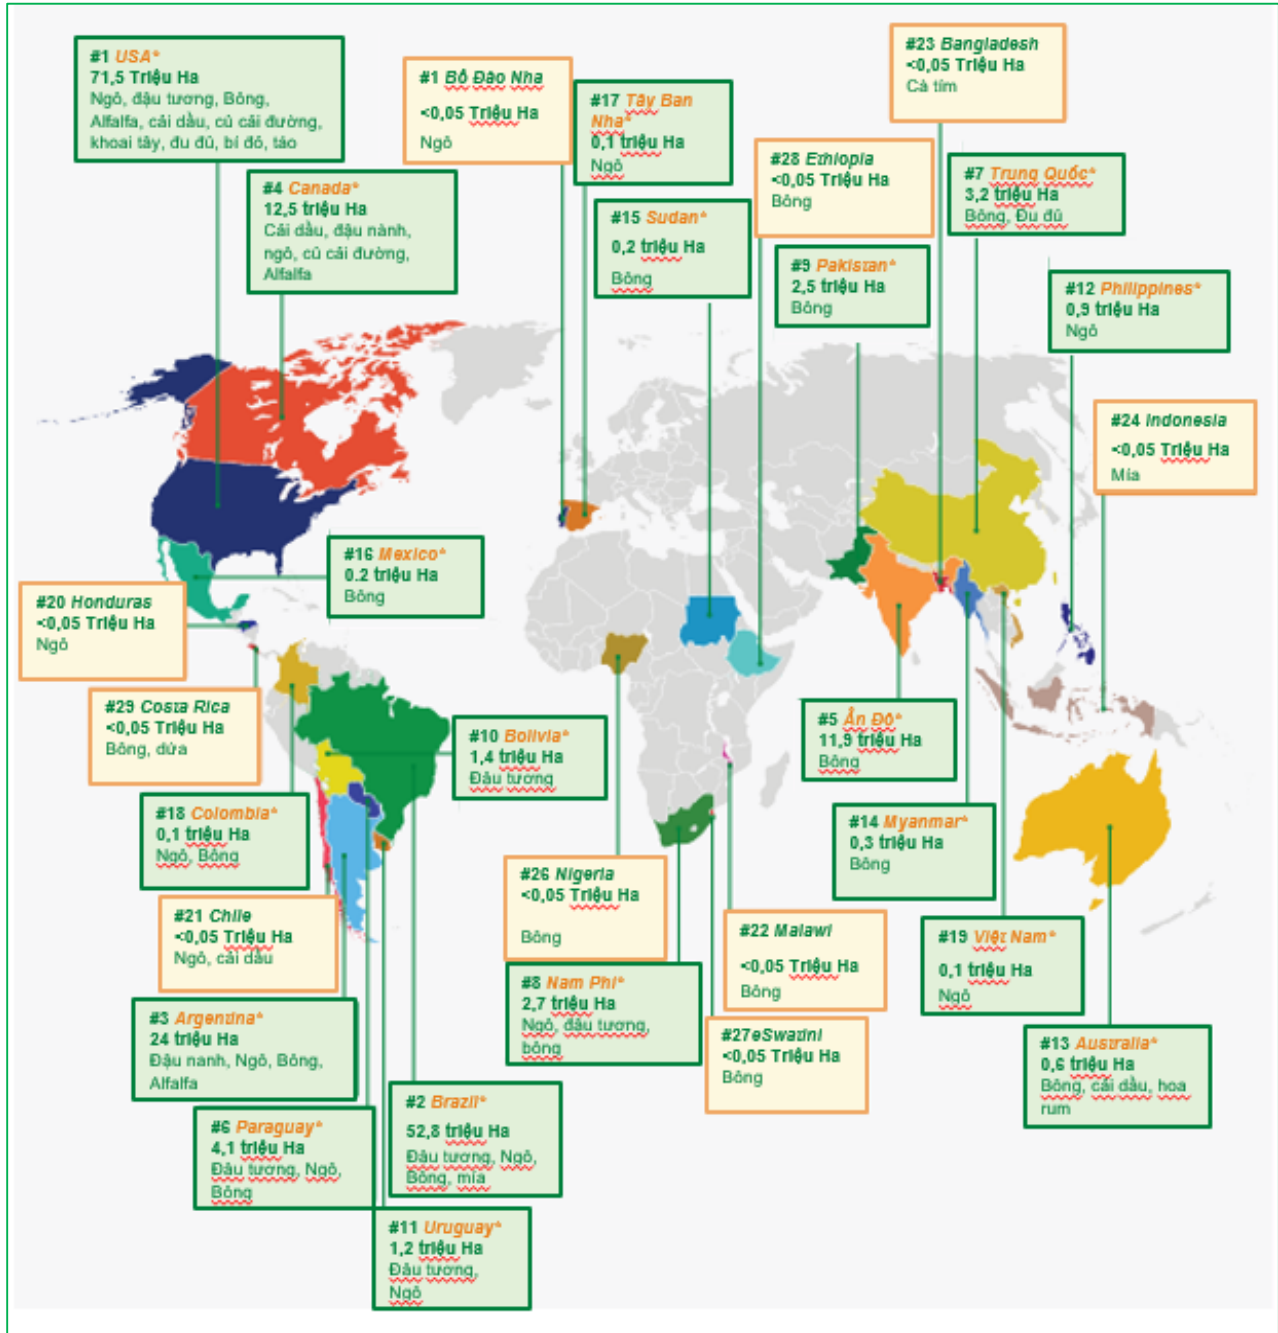 #1 USA*
71,5 Triệu Ha
Ngô, đậu tương, Bông,
Alfalfa, cải dầu, củ cải đường,
khoai tây, đu đủ, bí đỏ, táo
#4 Canada*
12,5 triệu Ha
Cải dầu, đậu nành,
ngô, củ cải đường,
Alfalfa
#1 Bồ Đào Nha
<0,05 Triệu Ha
Ngô
#17 Tây Ban
Nha*
0,1 triệu Ha
Ngô
#15 Sudan*
0,2 triệu Ha
Bông
#23 Bangladesh
<0,05 Triệu Ha
Cà tím
#28 Ethiopia
<0,05 Triệu Ha
Bông
#7 Trung Quốc*
3,2 triệu Ha
Bông, Đu đủ
#9 Pakistan*
2,5 triệu Ha
Bông
#12 Philippines*
0,9 triệu Ha
Ngô
#24 Indonesia
<0,05 Triệu Ha
Mía
#16 Mexico*
0.2 triệu Ha
Bông
#20 Honduras
<0,05 Triệu Ha
Ngô
#29 Costa Rica
<0,05 Triệu Ha
Bông, dứa
#10 Bolivia*
1,4 triệu Ha
Đâu tương
#5 Ấn Độ*
11,9 triệu Ha
Bông
#18 Colombia*
0,1 triệu Ha
Ngô, Bông
#14 Myanmar*
0,3 triệu Ha
Bông
#26 Nigeria
<0,05 Triệu Ha
Bông
#21 Chile
<0,05 Triệu Ha
Ngô, cải dầu
#22 Malawi
<0,05 Triệu Ha
Bông
#19 Việt Nam*
0,1 triệu Ha
Ngô
#8 Nam Phi*
2,7 triệu Ha
Ngô, đậu tương,
bông
#3 Argentina*
24 triệu Ha
Đậu nanh, Ngô, Bông,
Alfalfa
#27eSwatini
<0,05 Triệu Ha
Bông
#13 Australia*
0,6 triệu Ha
Bông, cải dầu, hoa
rum
#2 Brazil*
52,8 triệu Ha
Đâu tương, Ngô,
Bông, mía
#6 Paraguay*
4,1 triệu Ha
Đâu tương, Ngô,
Bông
#11 Uruguay*
1,2 triệu Ha
Đâu tương,
Ngô